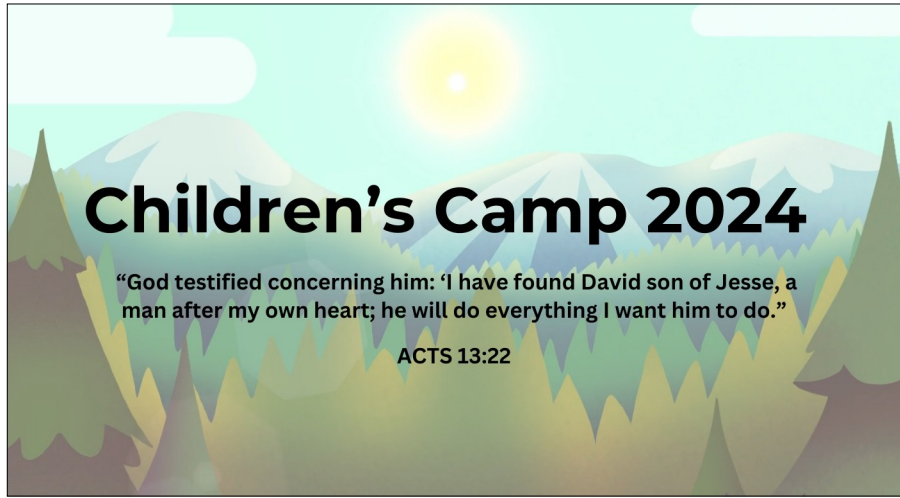 Children’s Camp 2024
“God testified concerning him: ‘I have found David son of Jesse, a
man after my own heart; he will do everything I want him to do.”
ACTS 13:22